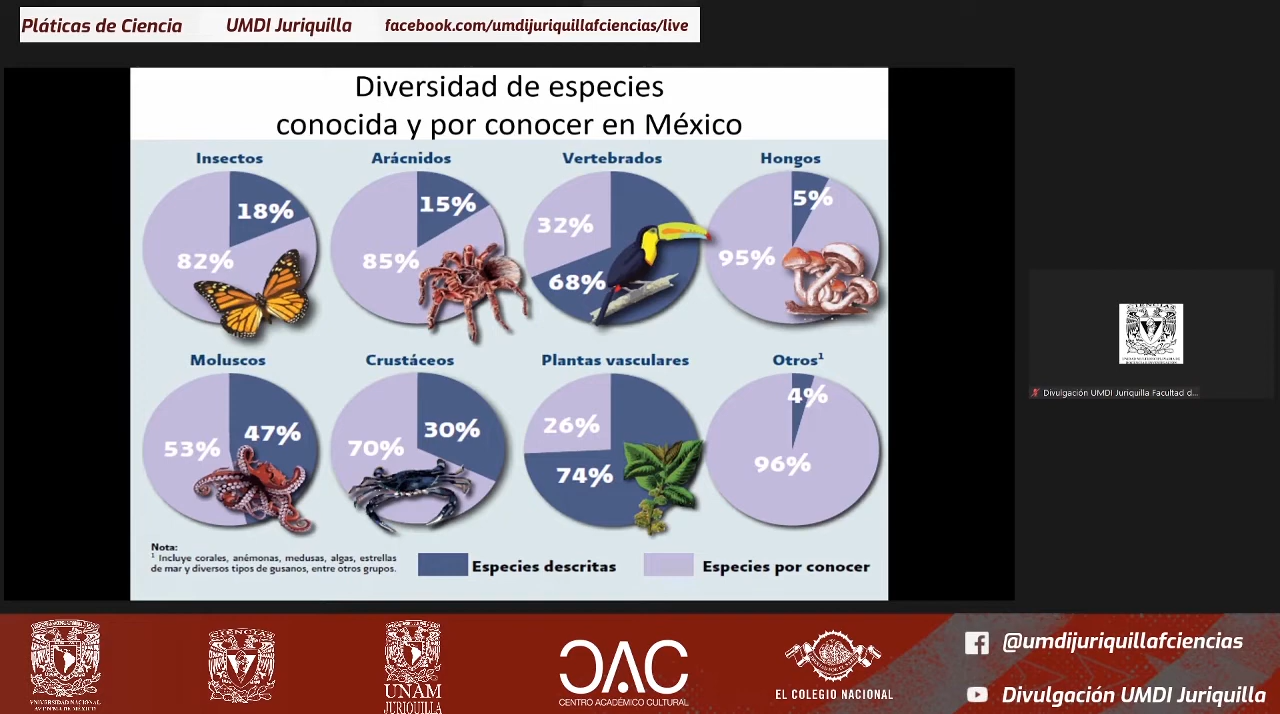 Pláticas de Ciencia UMDI Juriquilla facebook.com/umdijuriquillafciencias/live
Diversidad de especies
conocida y por conocer en México
Insectos Arácnidos Vertebrados Hongos
18% 15% 32% 5%
82% 85% 68% 95%
Moluscos Crustáceos Plantas vasculares Otros¹
53% 47% 70% 30% 26% 4%
74% 96%
Nota:
¹ Incluye corales, anémonas, medusas, algas, estrellas
de mar y diversos tipos de gusanos, entre otros grupos.
Especies descritas Especies por conocer
Divulgación UMDI Juriquilla Facultad d...
UNIVERSIDAD NACIONAL
CIENCIAS
UNAM
JURIQUILLA
CAC
CENTRO ACADÉMICO CULTURAL
EL COLEGIO NACIONAL
@umdijuriquillafciencias
Divulgación UMDI Juriquilla